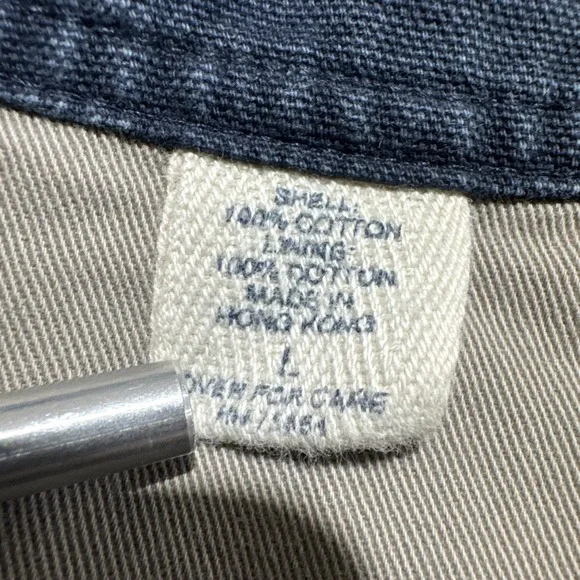 SHELL:
100% COTTON
LINING:
100% COTTON
MADE IN
HONG KONG
L
OVER FOR CARE